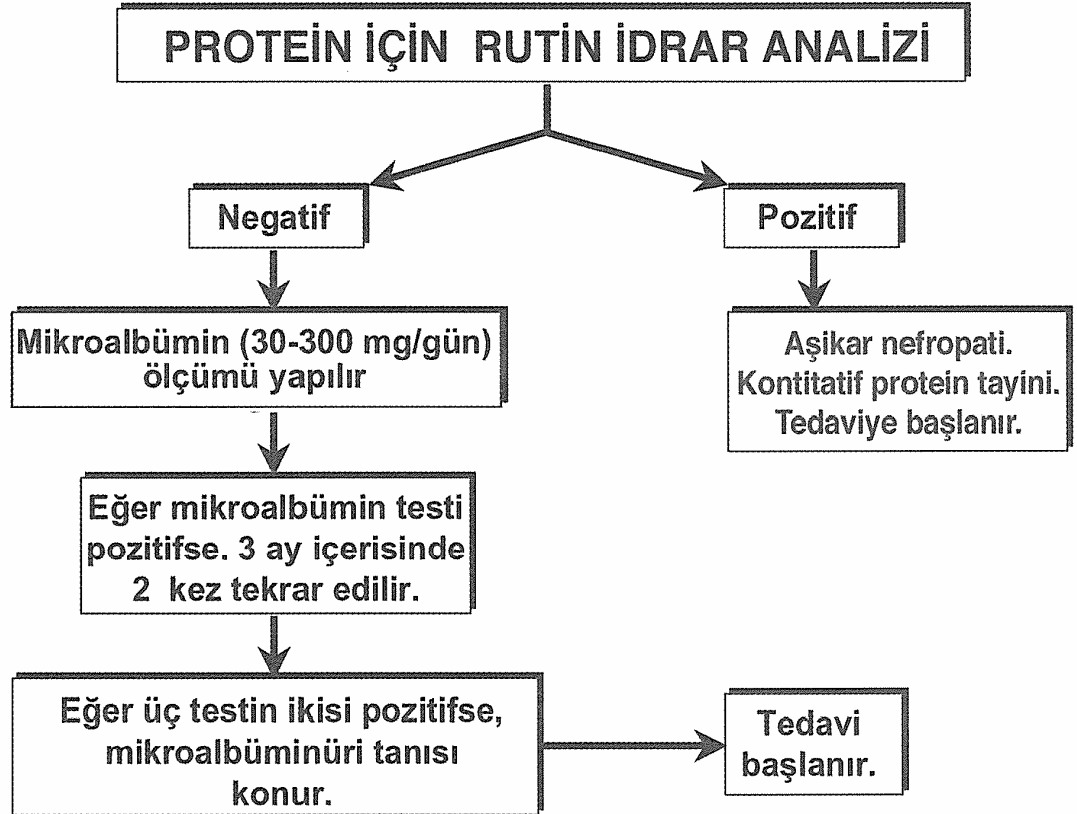 PROTEİN İÇİN RUTİN İDRAR ANALİZİ
Negatif
Pozitif
Mikroalbümin (30-300 mg/gün)
ölçümü yapılır
Aşikar nefropati.
Kontitatif protein tayini.
Tedaviye başlanır.
Eğer mikroalbümin testi
pozitifse. 3 ay içerisinde
2 kez tekrar edilir.
Eğer üç testin ikisi pozitifse,
mikroalbüminüri tanısı
konur.
Tedavi
başlanır.